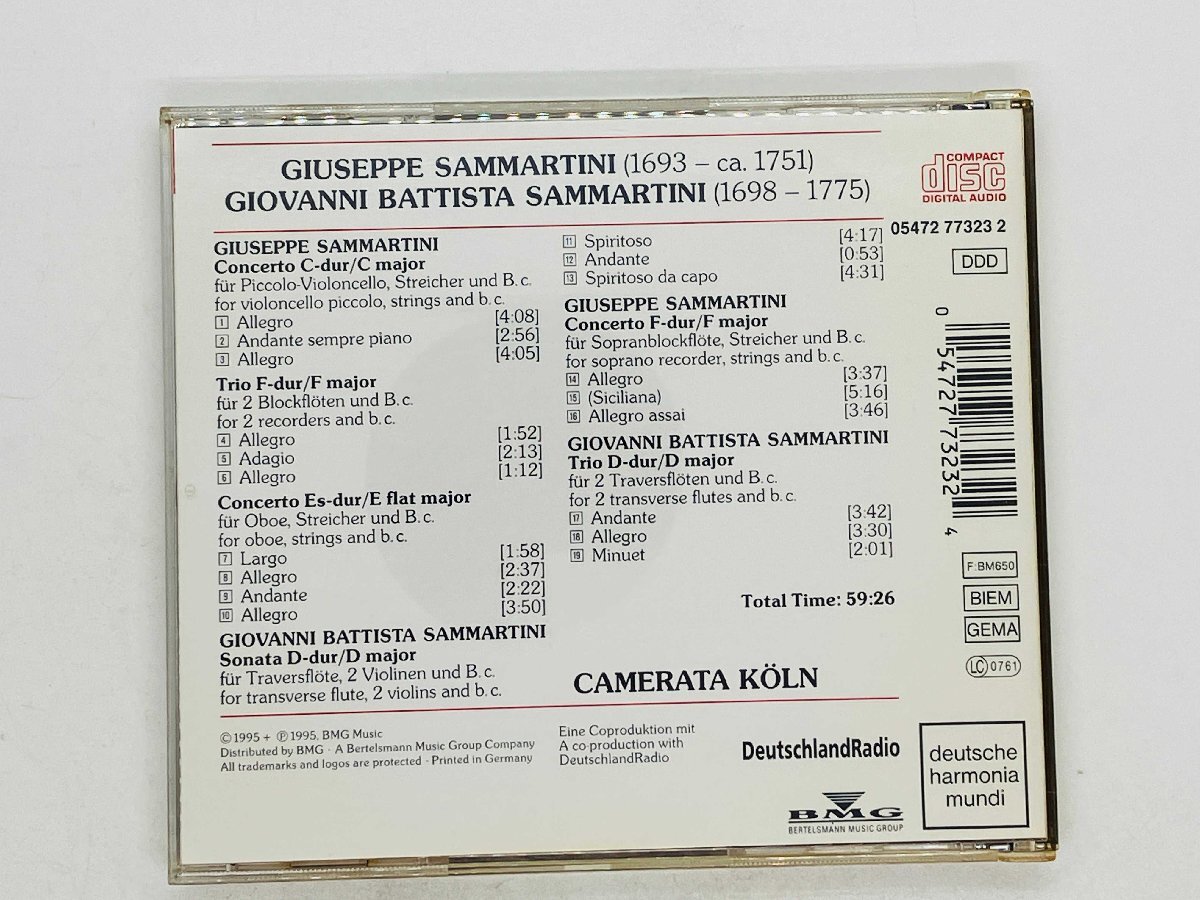 GIUSEPPE SAMMARTINI (1693 – ca. 1751)
GIOVANNI BATTISTA SAMMARTINI (1698 – 1775)
GIUSEPPE SAMMARTINI
Concerto C-dur/C major
für Piccolo-Violoncello, Streicher und B. c.
for violoncello piccolo, strings and b. c.
1 Allegro [4:08]
2 Andante sempre piano [2:56]
3 Allegro [4:05]
Trio F-dur/F major
für 2 Blockflöten und B. c.
for 2 recorders and b. c.
4 Allegro [1:52]
5 Adagio [2:13]
6 Allegro [1:12]
Concerto Es-dur/E flat major
für Oboe, Streicher und B. c.
for oboe, strings and b. c.
7 Largo [1:58]
8 Allegro [2:37]
9 Andante [2:22]
10 Allegro [3:50]
GIOVANNI BATTISTA SAMMARTINI
Sonata D-dur/D major
für Traversflöte, 2 Violinen und B. c.
for transverse flute, 2 violins and b. c.
11 Spiritoso [4:17]
12 Andante [0:53]
13 Spiritoso da capo [4:31]
GIUSEPPE SAMMARTINI
Concerto F-dur/F major
für Sopranblockflöte, Streicher und B. c.
for soprano recorder, strings and b. c.
14 Allegro [3:37]
15 (Siciliana) [5:16]
16 Allegro assai [3:46]
GIOVANNI BATTISTA SAMMARTINI
Trio D-dur/D major
für 2 Traversflöten und B. c.
for 2 transverse flutes and b. c.
17 Andante [3:42]
18 Allegro [3:30]
19 Minuet [2:01]
Total Time: 59:26
CAMERATA KÖLN
COMPACT
disc
DIGITAL AUDIO
05472 77323 2
DDD
0 54727 73232 4
F: BM650
BIEM
GEMA
LC 0761
© 1995 + ℗ 1995, BMG Music
Distributed by BMG · A Bertelsmann Music Group Company
All trademarks and logos are protected · Printed in Germany
Eine Coproduktion mit
A co-production with
DeutschlandRadio
DeutschlandRadio
BMG
BERTELSMANN MUSIC GROUP
deutsche
harmonia
mundi